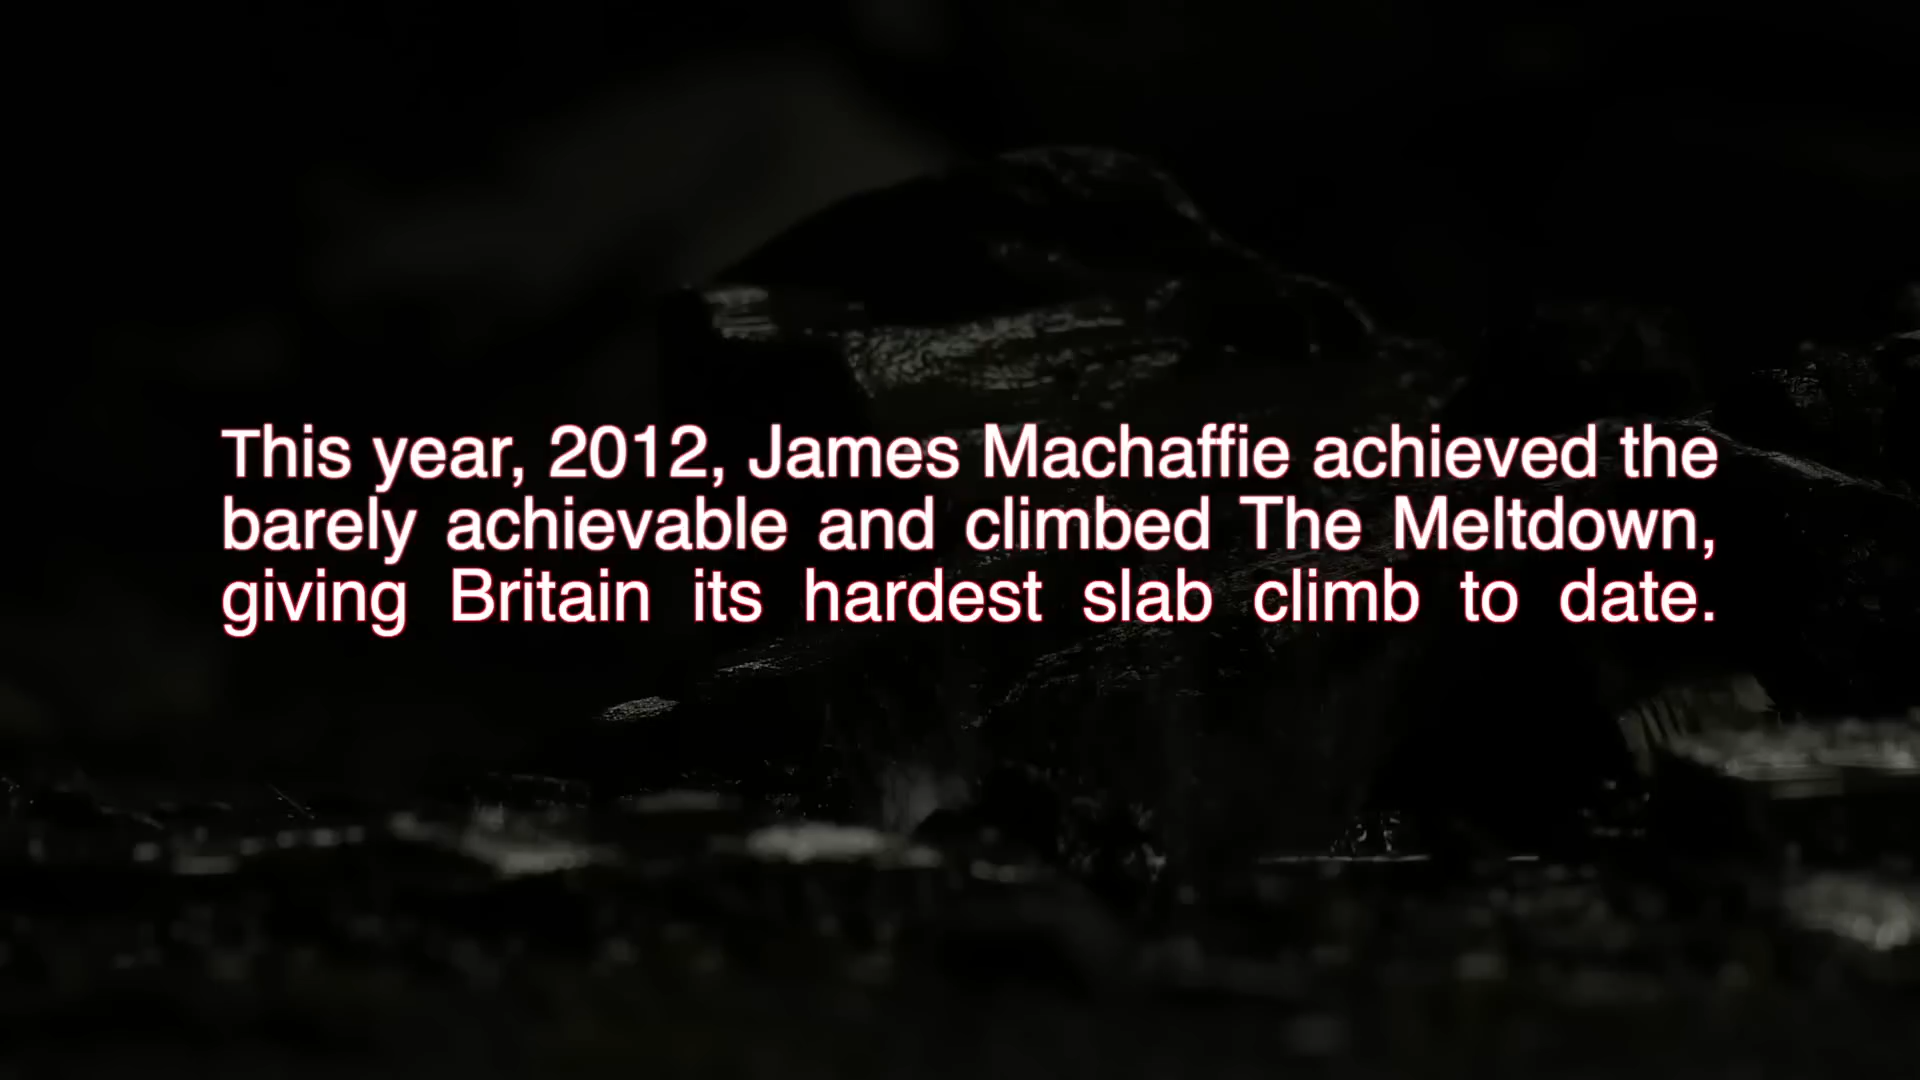 This year, 2012, James Machaffie achieved the
barely achievable and climbed The Meltdown,
giving Britain its hardest slab climb to date.